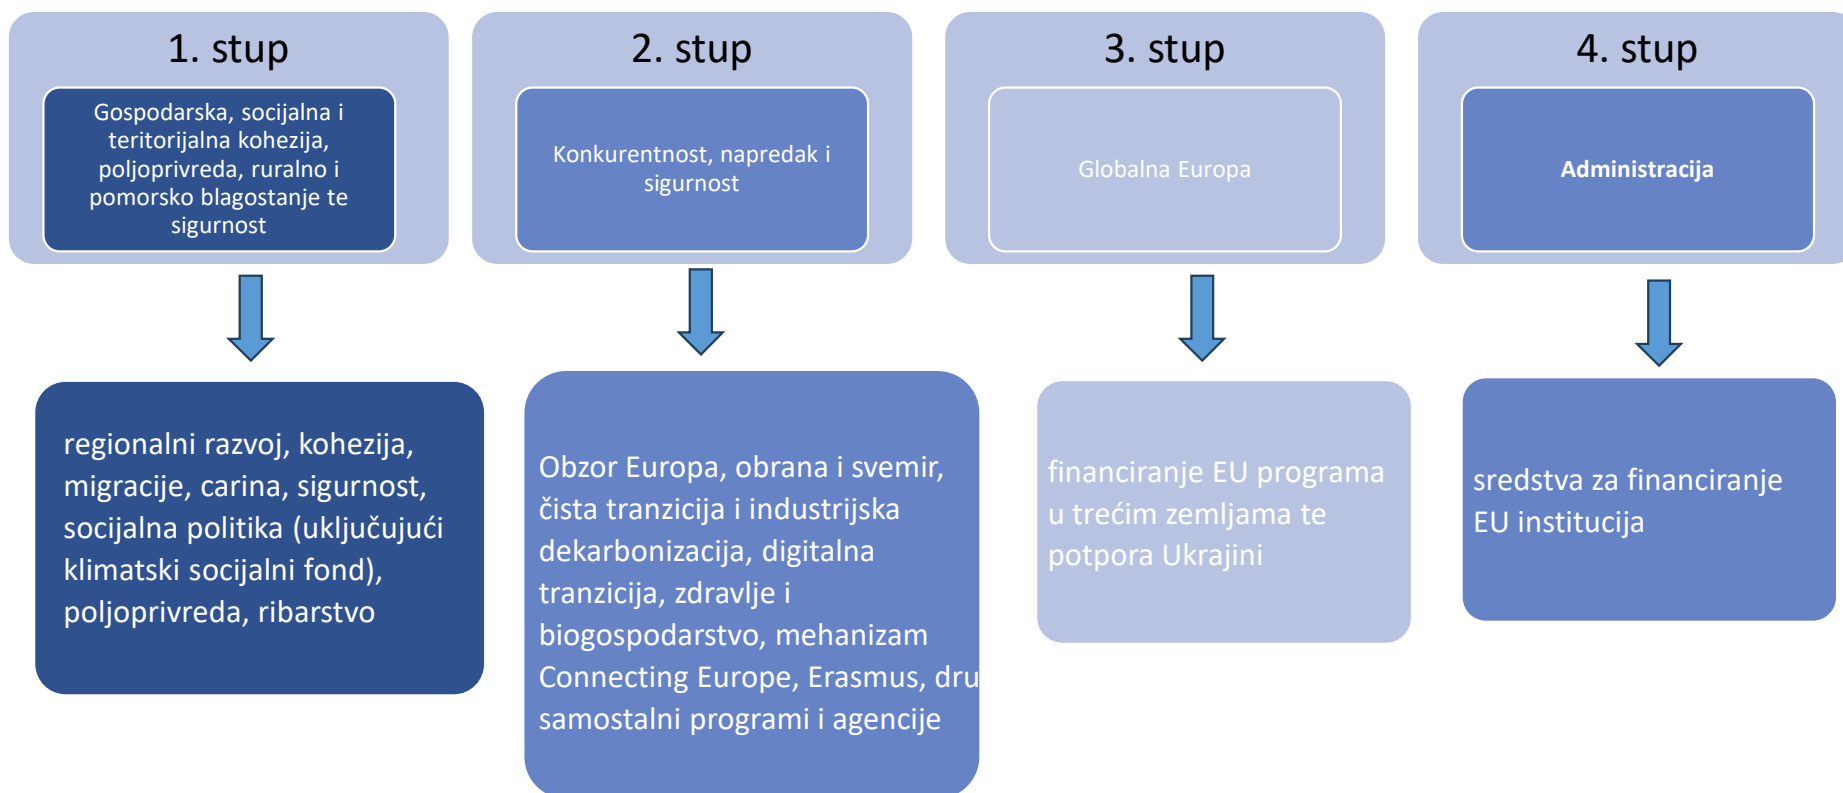 1. stup
Gospodarska, socijalna i
teritorijalna kohezija,
poljoprivreda, ruralno i
pomorsko blagostanje te
sigurnost
2. stup
Konkurentnost, napredak i
sigurnost
3. stup
Globalna Europa
4. stup
Administracija
regionalni razvoj, kohezija,
migracije, carina, sigurnost,
socijalna politika (uključujući
klimatski socijalni fond),
poljoprivreda, ribarstvo
Obzor Europa, obrana i svemir,
čista tranzicija i industrijska
dekarbonizacija, digitalna
tranzicija, zdravlje i
biogospodarstvo, mehanizam
Connecting Europe, Erasmus, dru
samostalni programi i agencije
financiranje EU programa
u trećim zemljama te
potpora Ukrajini
sredstva za financiranje
EU institucija